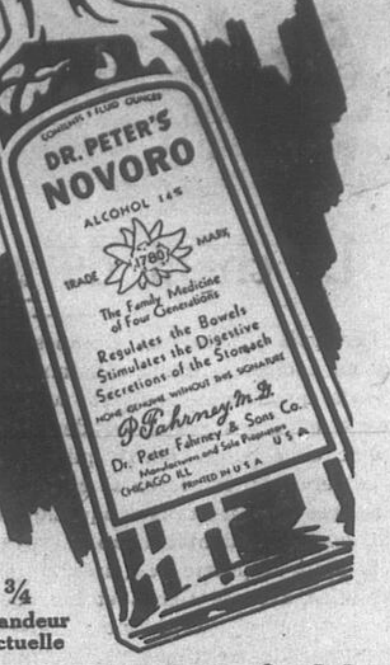 CONTENTS 9 FLUID OUNCES
DR. PETER'S
NOVORO
ALCOHOL 14%
TRADE 1780 MARK
The Family Medicine
of Four Generations
Regulates the Bowels
Stimulates the Digestive
Secretions of the Stomach
NONE GENUINE WITHOUT THIS SIGNATURE
P. Fahrney, M.D.
Dr. Peter Fahrney & Sons Co.
Manufacturers and Sole Proprietors
CHICAGO ILL U S A
PRINTED IN U S A
¾
andeur
ctuelle